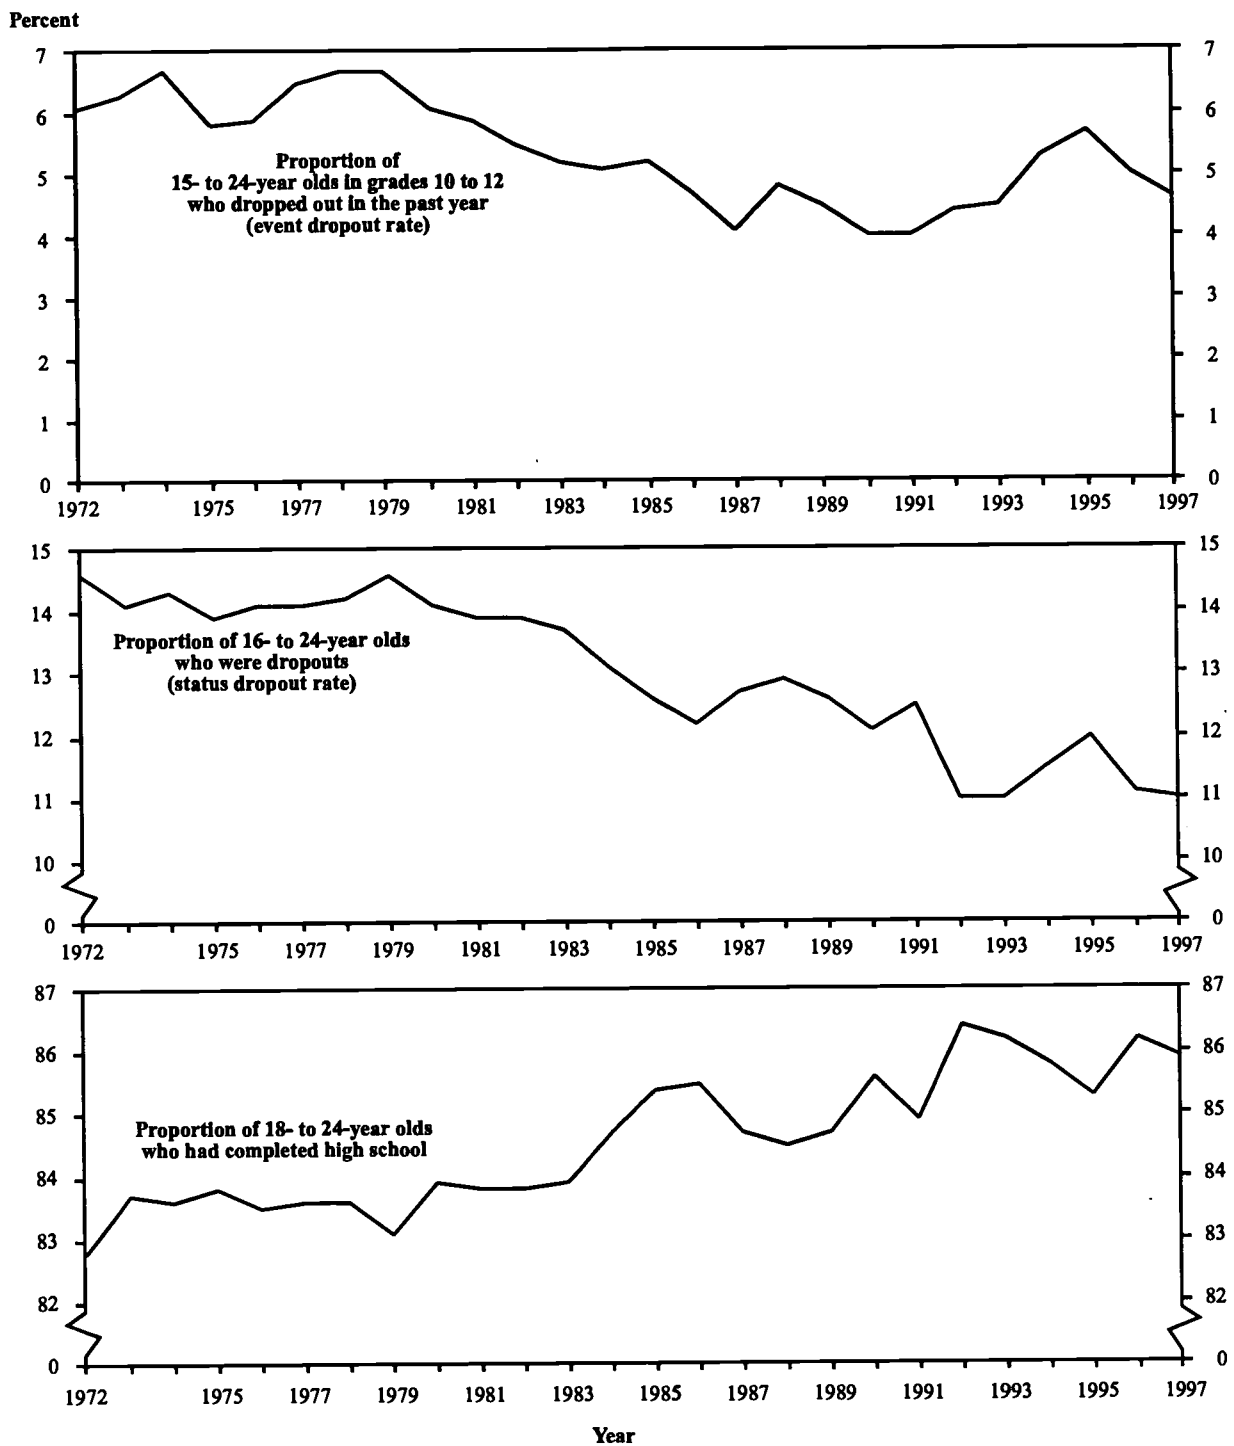 Percent
7 7
6 6
Proportion of
15- to 24-year olds in grades 10 to 12
who dropped out in the past year
(event dropout rate)
5 5
4 4
3 3
2 2
1 1
0 0
1972 1975 1977 1979 1981 1983 1985 1987 1989 1991 1993 1995 1997
15 15
14 14
Proportion of 16- to 24-year olds
who were dropouts
(status dropout rate)
13 13
12 12
11 11
10 10
0 0
1972 1975 1977 1979 1981 1983 1985 1987 1989 1991 1993 1995 1997
87 87
86 86
85 85
Proportion of 18- to 24-year olds
who had completed high school
84 84
83 83
82 82
0 0
1972 1975 1977 1979 1981 1983 1985 1987 1989 1991 1993 1995 1997
Year